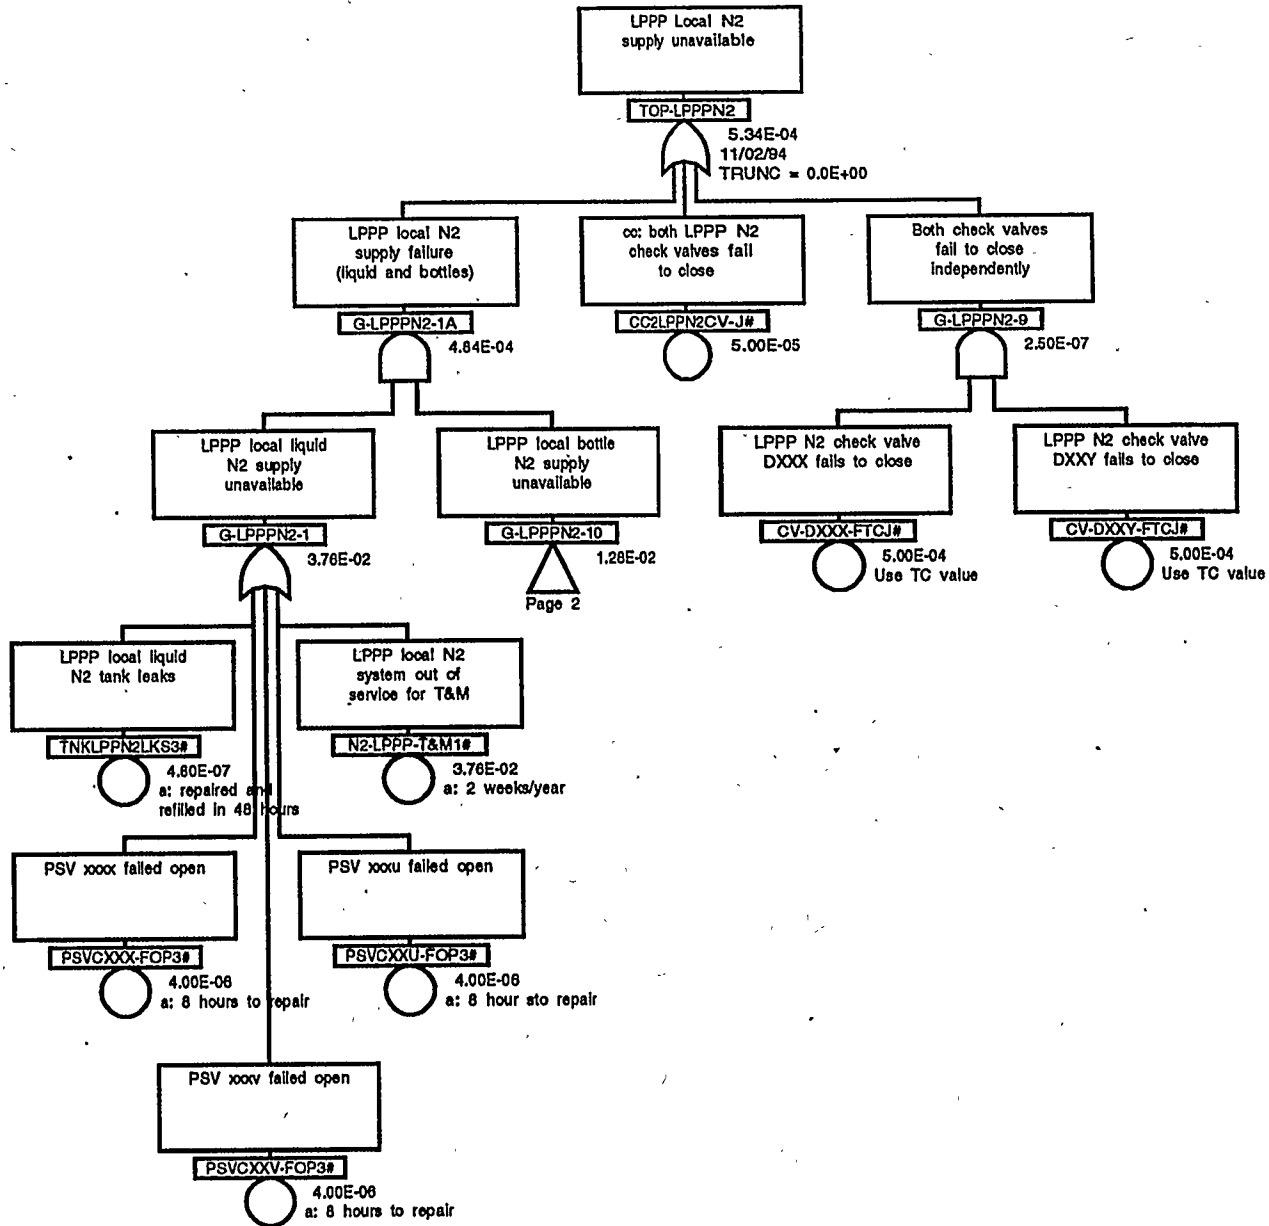 LPPP Local N2
supply unavailable
TOP-LPPPN2
5.34E-04
11/02/94
TRUNC = 0.0E+00
LPPP local N2
supply failure
(liquid and bottles)
G-LPPPN2-1A
4.84E-04
cc: both LPPP N2
check valves fail
to close
CC2LPPN2CV-J#
5.00E-05
Both check valves
fail to close
independently
G-LPPPN2-9
2.50E-07
LPPP local liquid
N2 supply
unavailable
G-LPPPN2-1
3.76E-02
LPPP local bottle
N2 supply
unavailable
G-LPPPN2-10
1.28E-02
Page 2
LPPP N2 check valve
DXXX fails to close
CV-DXXX-FTCJ#
5.00E-04
Use TC value
LPPP N2 check valve
DXXY fails to close
CV-DXXY-FTCJ#
5.00E-04
Use TC value
LPPP local liquid
N2 tank leaks
TNKLPPN2LKS3#
4.80E-07
a: repaired and
refilled in 48 hours
LPPP local N2
system out of
service for T&M
N2-LPPP-T&M1#
3.76E-02
a: 2 weeks/year
PSV xxxx failed open
PSVCXXX-FOP3#
4.00E-06
a: 8 hours to repair
PSV xxxu failed open
PSVCXXU-FOP3#
4.00E-06
a: 8 hour sto repair
PSV xxxv failed open
PSVCXXV-FOP3#
4.00E-06
a: 8 hours to repair